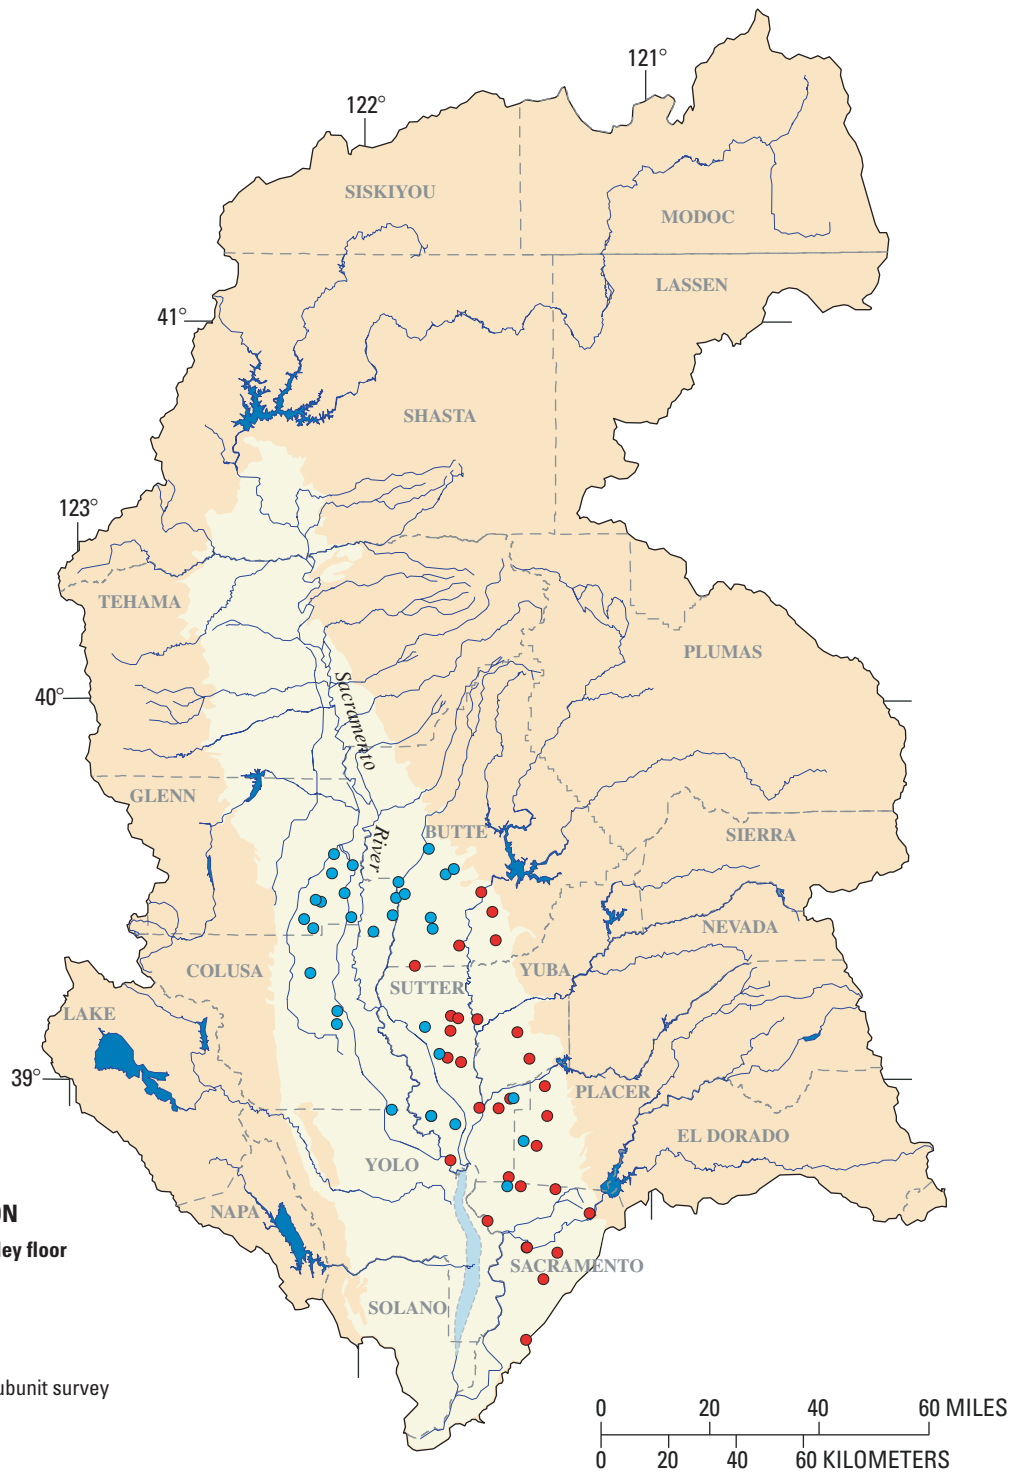 121°
122°
SISKIYOU
MODOC
LASSEN
41°
SHASTA
123°
TEHAMA
PLUMAS
40°
Sacramento
River
GLENN
BUTTE
SIERRA
NEVADA
COLUSA
YUBA
SUTTER
LAKE
39°
PLACER
EL DORADO
YOLO
NAPA
ey floor
SACRAMENTO
SOLANO
ubunit survey
0 20 40 60 MILES
0 20 40 60 KILOMETERS